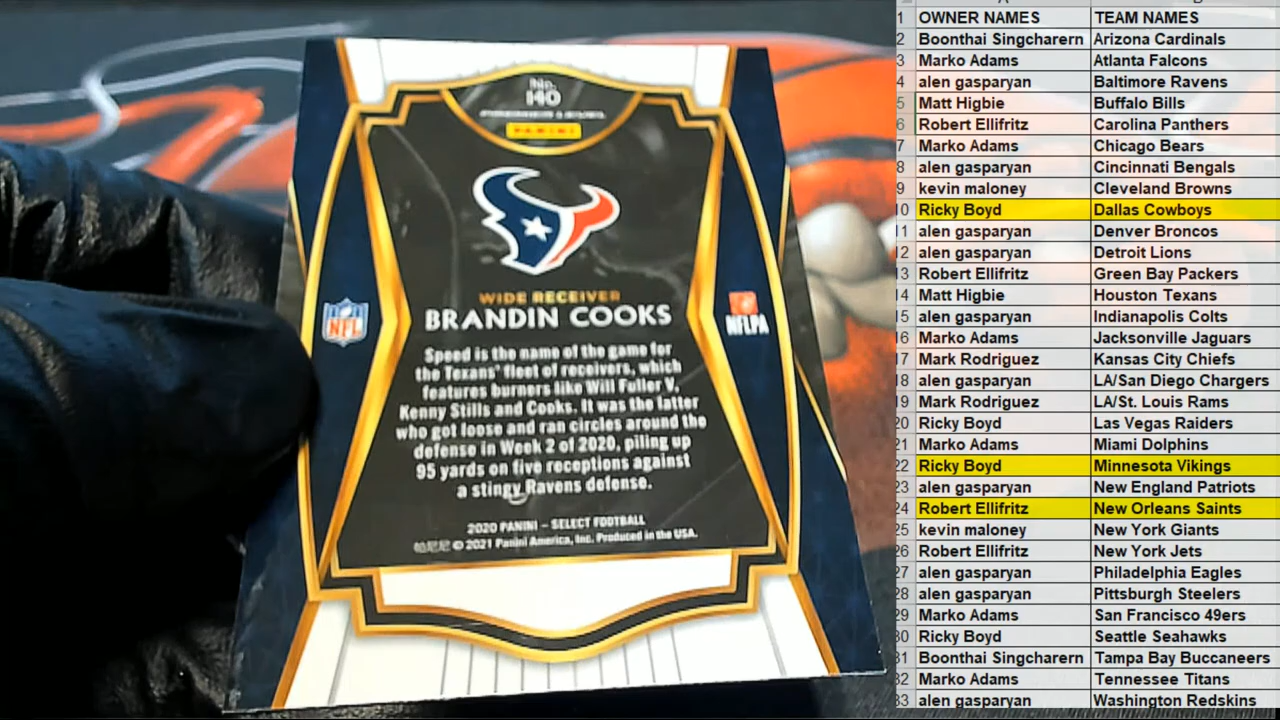 No.
140
PANINI
WIDE RECEIVER
BRANDIN COOKS
NFL
NFLPA
Speed is the name of the game for
the Texans' fleet of receivers, which
features burners like Will Fuller V,
Kenny Stills and Cooks. It was the latter
who got loose and ran circles around the
defense in Week 2 of 2020, piling up
95 yards on five receptions against
a stingy Ravens defense.
2020 PANINI – SELECT FOOTBALL
帕尼尼 © 2021 Panini America, Inc. Produced in the USA.
1 OWNER NAMES TEAM NAMES
2 Boonthai Singcharern Arizona Cardinals
3 Marko Adams Atlanta Falcons
4 alen gasparyan Baltimore Ravens
5 Matt Higbie Buffalo Bills
6 Robert Ellifritz Carolina Panthers
7 Marko Adams Chicago Bears
8 alen gasparyan Cincinnati Bengals
9 kevin maloney Cleveland Browns
10 Ricky Boyd Dallas Cowboys
11 alen gasparyan Denver Broncos
12 alen gasparyan Detroit Lions
13 Robert Ellifritz Green Bay Packers
14 Matt Higbie Houston Texans
15 alen gasparyan Indianapolis Colts
16 Marko Adams Jacksonville Jaguars
17 Mark Rodriguez Kansas City Chiefs
18 alen gasparyan LA/San Diego Chargers
19 Mark Rodriguez LA/St. Louis Rams
20 Ricky Boyd Las Vegas Raiders
21 Marko Adams Miami Dolphins
22 Ricky Boyd Minnesota Vikings
23 alen gasparyan New England Patriots
24 Robert Ellifritz New Orleans Saints
25 kevin maloney New York Giants
26 Robert Ellifritz New York Jets
27 alen gasparyan Philadelphia Eagles
28 alen gasparyan Pittsburgh Steelers
29 Marko Adams San Francisco 49ers
30 Ricky Boyd Seattle Seahawks
31 Boonthai Singcharern Tampa Bay Buccaneers
32 Marko Adams Tennessee Titans
33 alen gasparyan Washington Redskins